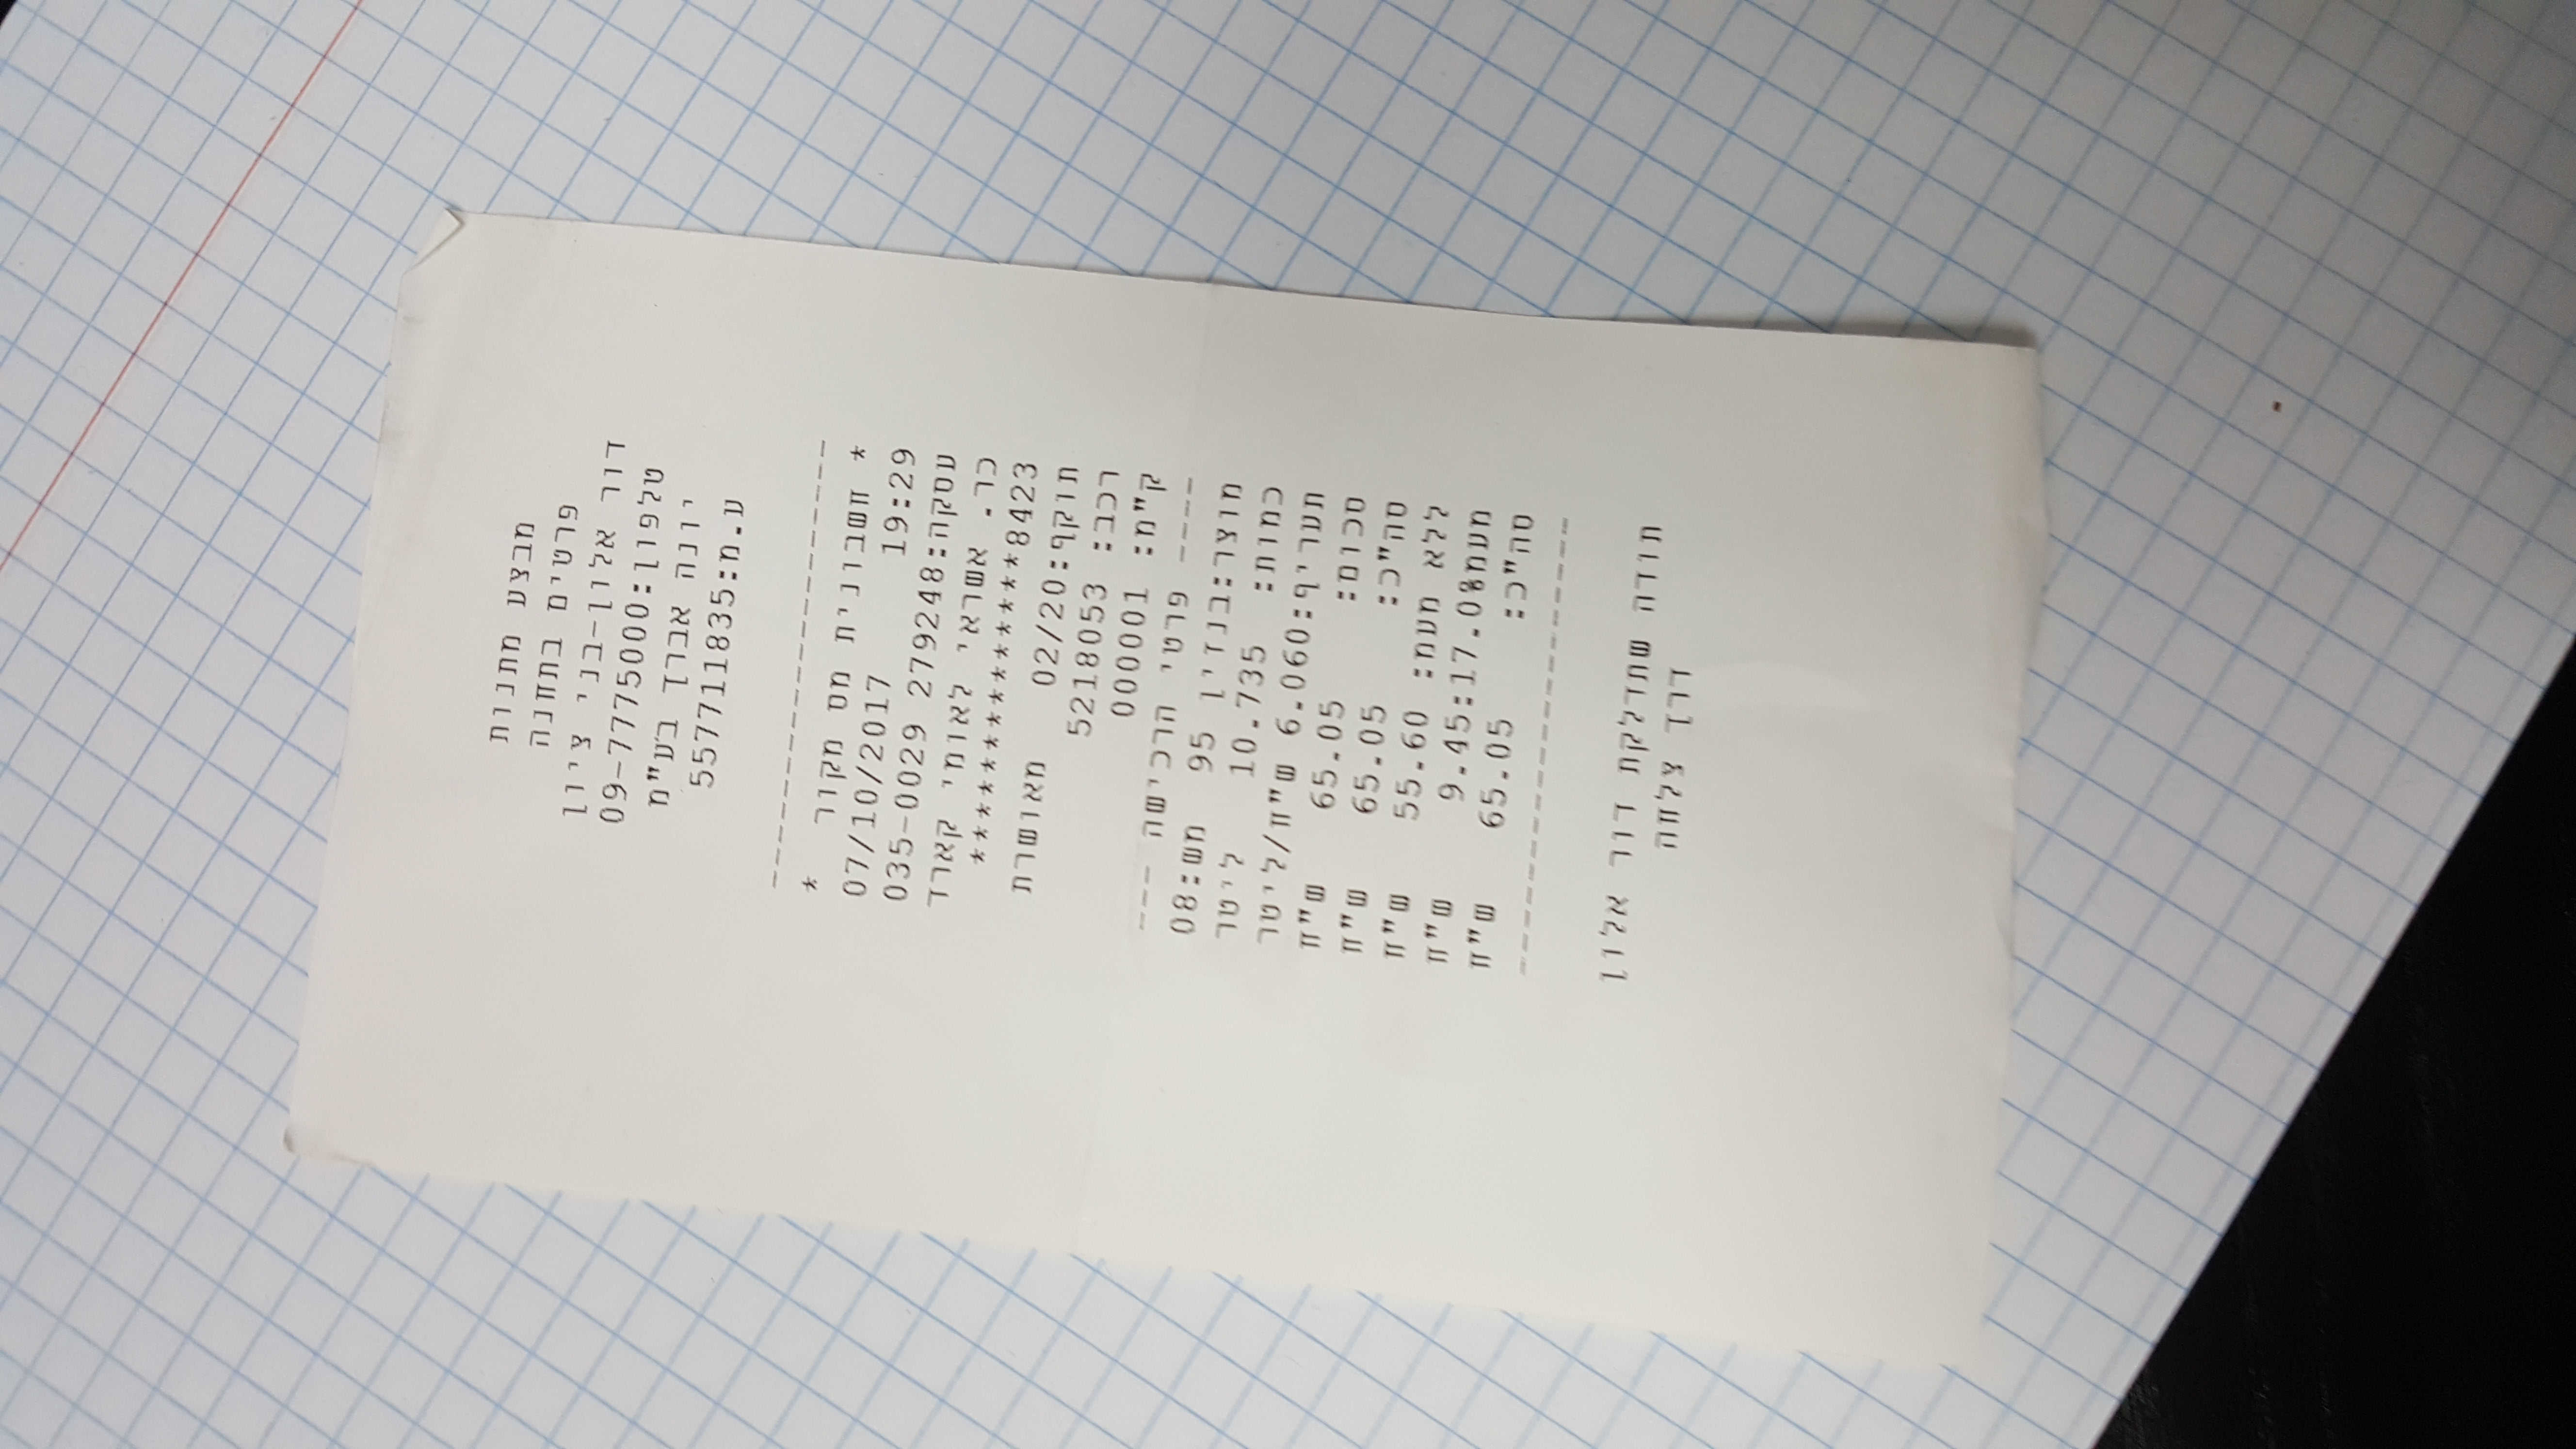 מבצע מתנות
פרטים בתחנה
דור אלון-בני ציון
טלפון:09-7775000
יונה אברך בע"מ
ע.מ:557711835
--------------------
* חשבונית מס מקור *
07/10/2017 19:29
עסקה:279248 035-0029
כר. אשראי לאומי קארד
**************8423
תוקף:02/20 מאושרת
רכב: 5218053
ק"מ: 000001
---- פרטי הרכישה ---
מוצר:בנזין 95 מש:08
כמות: 10.735 ליטר
תעריף:6.060 ש"ח/ליטר
סכום: 65.05 ש"ח
סה"כ: 65.05 ש"ח
ללא מעמ: 55.60 ש"ח
מעמ17.0%:9.45 ש"ח
סה"כ: 65.05 ש"ח
--------------------
תודה שתדלקת דור אלון
דרך צלחה